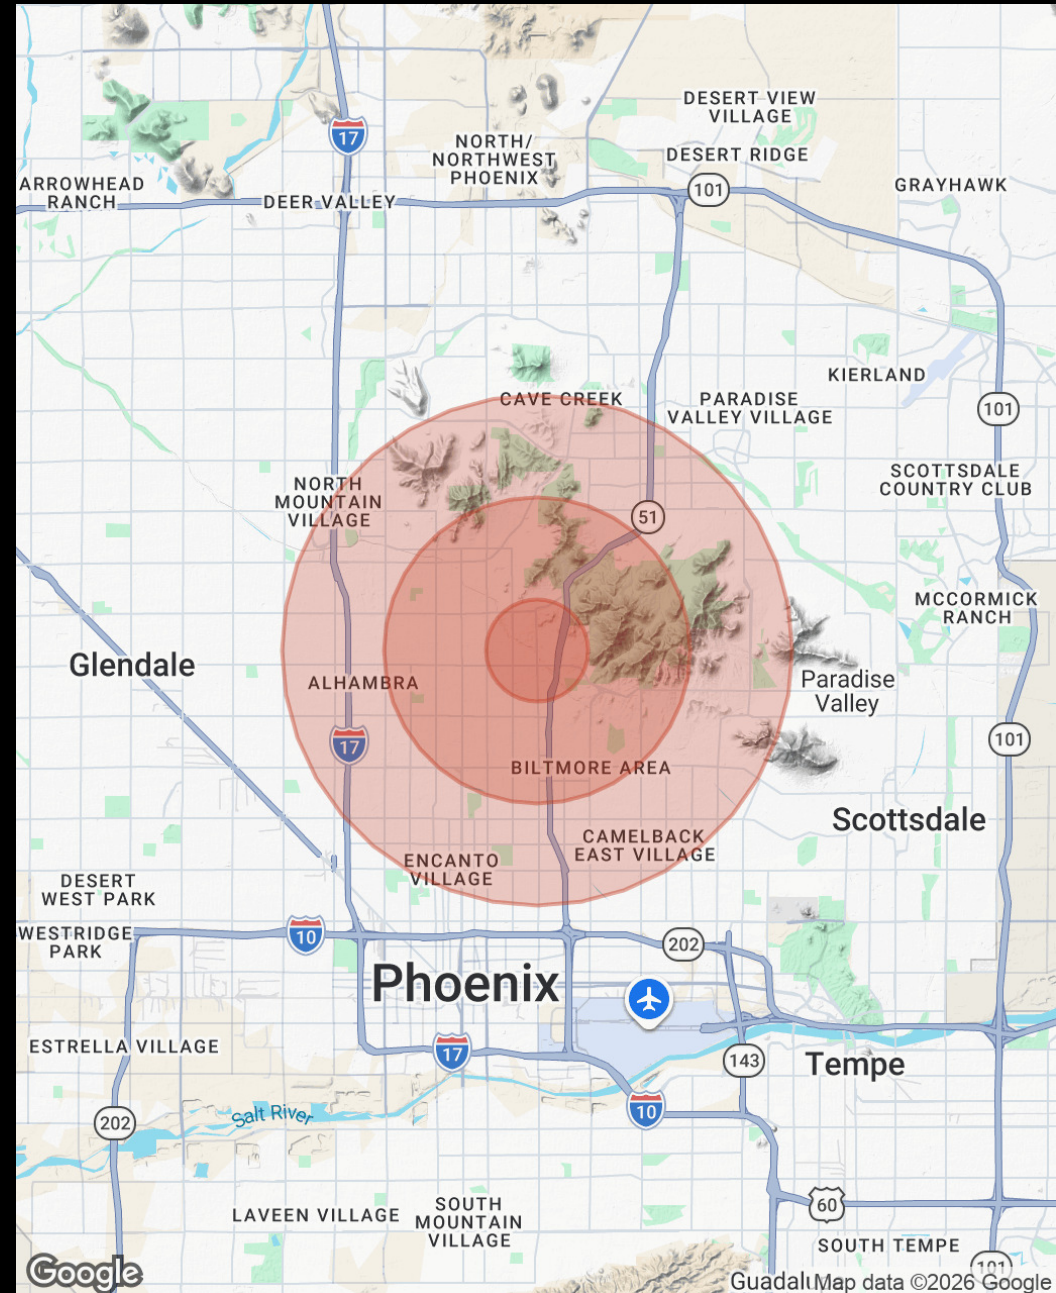 DESERT VIEW
VILLAGE
17
NORTH/
NORTHWEST
PHOENIX
DESERT RIDGE
ARROWHEAD
RANCH
DEER VALLEY
101
GRAYHAWK
KIERLAND
CAVE CREEK
PARADISE
VALLEY VILLAGE
101
SCOTTSDALE
COUNTRY CLUB
NORTH
MOUNTAIN
VILLAGE
51
MCCORMICK
RANCH
Glendale
ALHAMBRA
Paradise
Valley
17
101
BILTMORE AREA
Scottsdale
CAMELBACK
EAST VILLAGE
ENCANTO
VILLAGE
DESERT
WEST PARK
WESTRIDGE
PARK
10
202
Phoenix
ESTRELLA VILLAGE
17
143
Tempe
202
Salt River
10
LAVEEN VILLAGE
SOUTH
MOUNTAIN
VILLAGE
60
SOUTH TEMPE
101
Google
Map data ©2026 Google